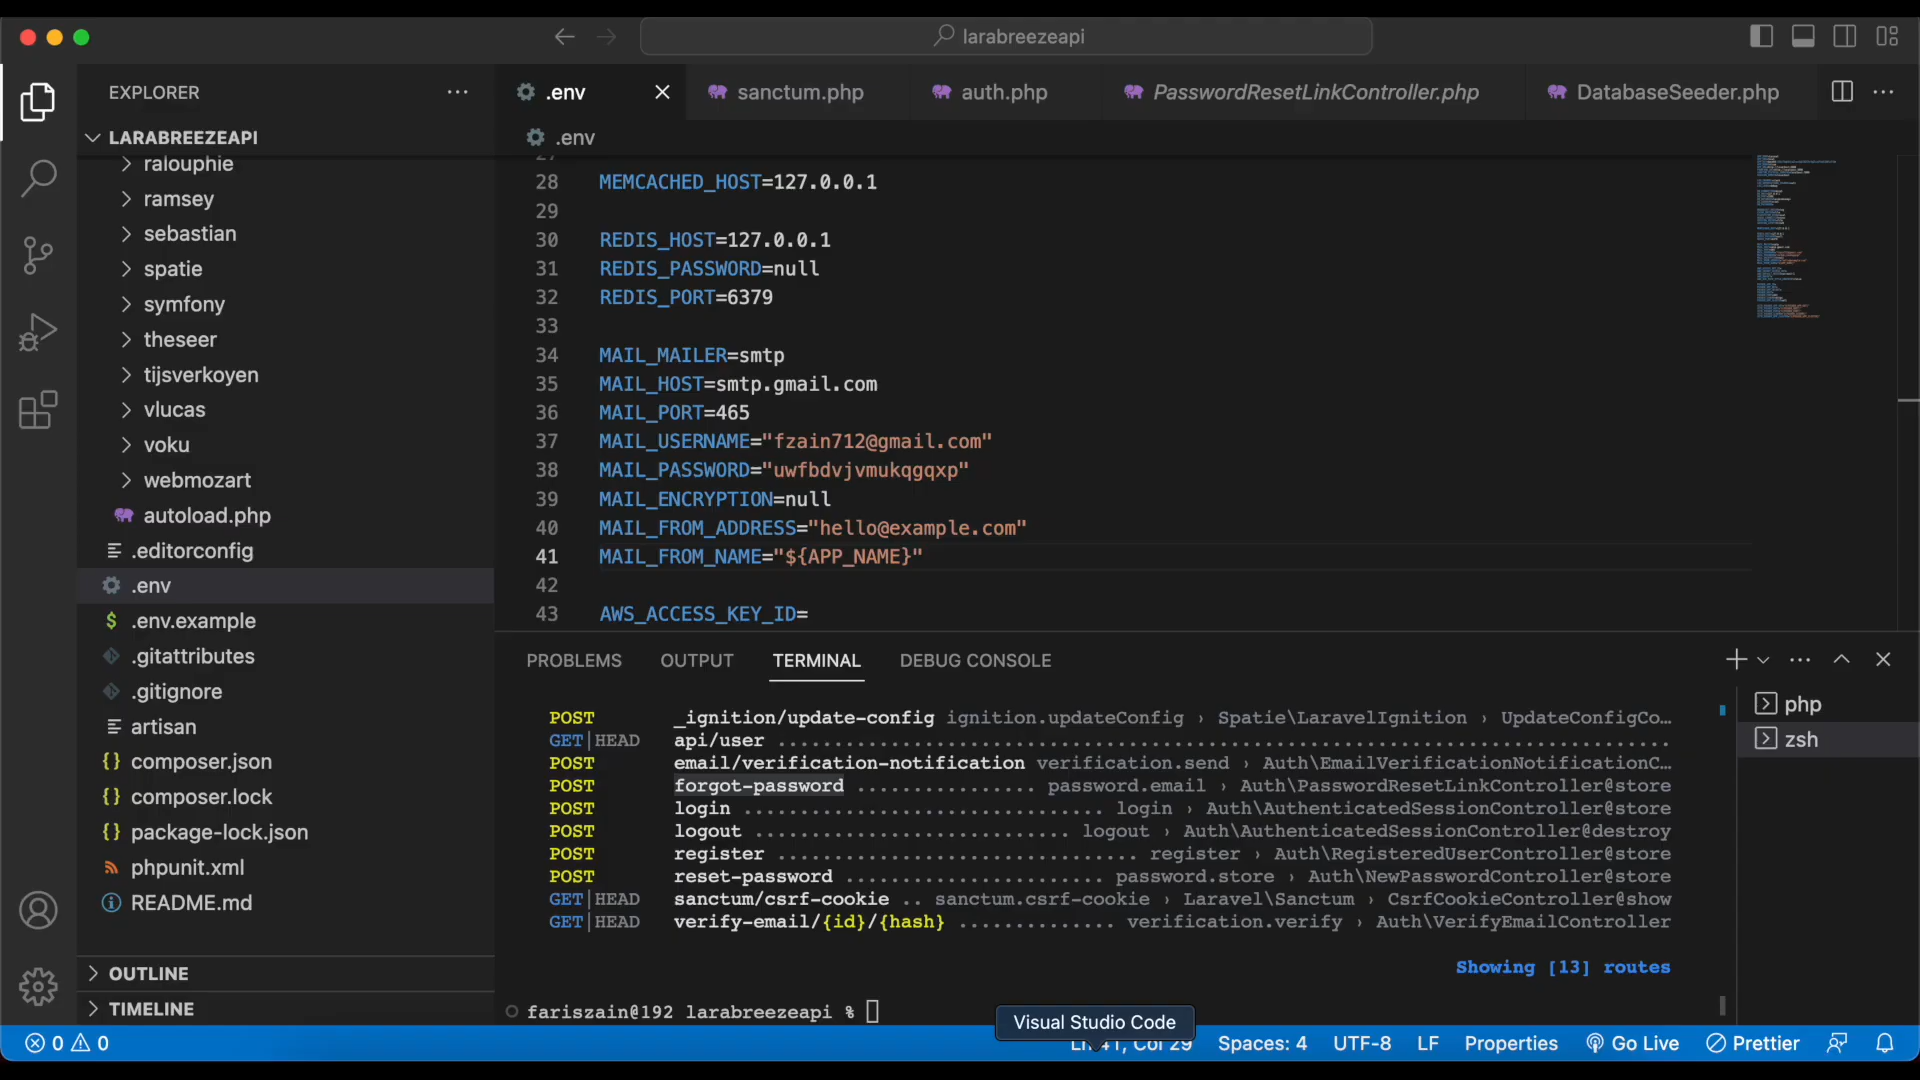 larabreezeapi
EXPLORER
LARABREEZEAPI
ralouphie
ramsey
sebastian
spatie
symfony
theseer
tijsverkoyen
vlucas
voku
webmozart
autoload.php
.editorconfig
.env
.env.example
.gitattributes
.gitignore
artisan
composer.json
composer.lock
package-lock.json
phpunit.xml
README.md
OUTLINE
TIMELINE
.env
sanctum.php
auth.php
PasswordResetLinkController.php
DatabaseSeeder.php
.env
27
28 MEMCACHED_HOST=127.0.0.1
29
30 REDIS_HOST=127.0.0.1
31 REDIS_PASSWORD=null
32 REDIS_PORT=6379
33
34 MAIL_MAILER=smtp
35 MAIL_HOST=smtp.gmail.com
36 MAIL_PORT=465
37 MAIL_USERNAME="fzain712@gmail.com"
38 MAIL_PASSWORD="uwfbdvjvmukqgqxp"
39 MAIL_ENCRYPTION=null
40 MAIL_FROM_ADDRESS="hello@example.com"
41 MAIL_FROM_NAME="${APP_NAME}"
42
43 AWS_ACCESS_KEY_ID=
PROBLEMS OUTPUT TERMINAL DEBUG CONSOLE
POST _ignition/update-config ignition.updateConfig › Spatie\LaravelIgnition › UpdateConfigCo…
GET|HEAD api/user ...............................................................................
POST email/verification-notification verification.send › Auth\EmailVerificationNotificationC…
POST forgot-password ................ password.email › Auth\PasswordResetLinkController@store
POST login ................................ login › Auth\AuthenticatedSessionController@store
POST logout ............................ logout › Auth\AuthenticatedSessionController@destroy
POST register ................................ register › Auth\RegisteredUserController@store
POST reset-password ....................... password.store › Auth\NewPasswordController@store
GET|HEAD sanctum/csrf-cookie .. sanctum.csrf-cookie › Laravel\Sanctum › CsrfCookieController@show
GET|HEAD verify-email/{id}/{hash} .............. verification.verify › Auth\VerifyEmailController
Showing [13] routes
fariszain@192 larabreezeapi %
php
zsh
Visual Studio Code
0 0
Ln 41, Col 29 Spaces: 4 UTF-8 LF Properties Go Live Prettier